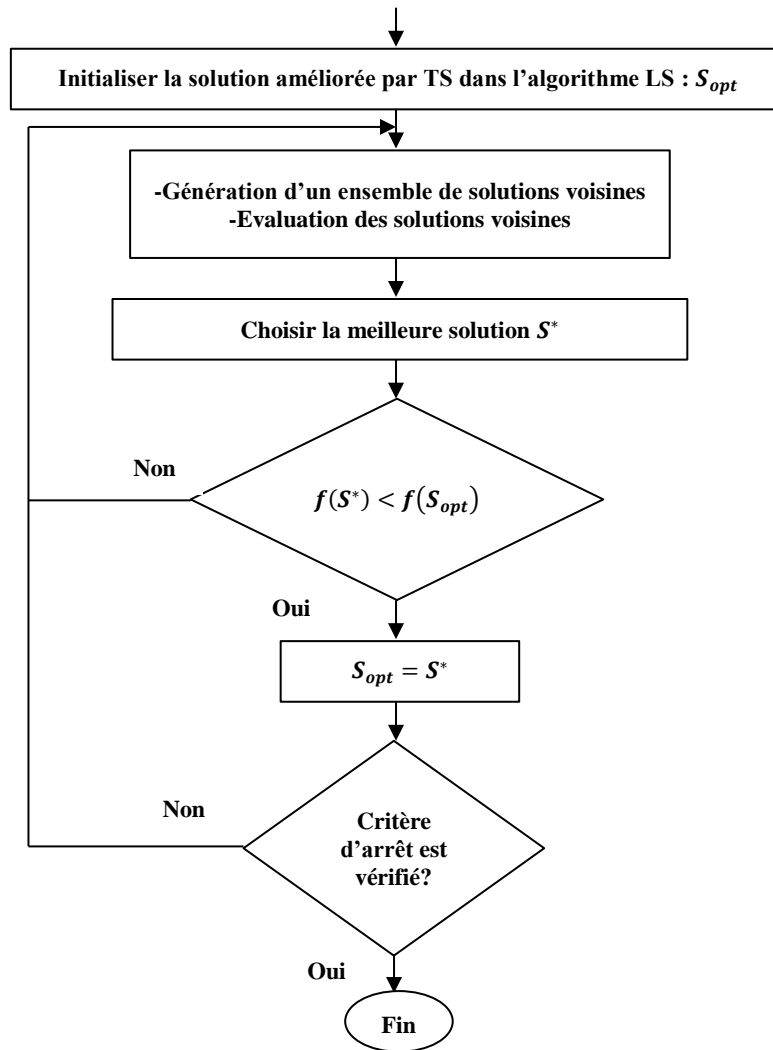 Initialiser la solution améliorée par TS dans l’algorithme LS : S_opt
-Génération d’un ensemble de solutions voisines
-Evaluation des solutions voisines
Choisir la meilleure solution S*
Non
f(S*) < f(S_opt)
Oui
S_opt = S*
Non
Critère
d’arrêt est
vérifié?
Oui
Fin